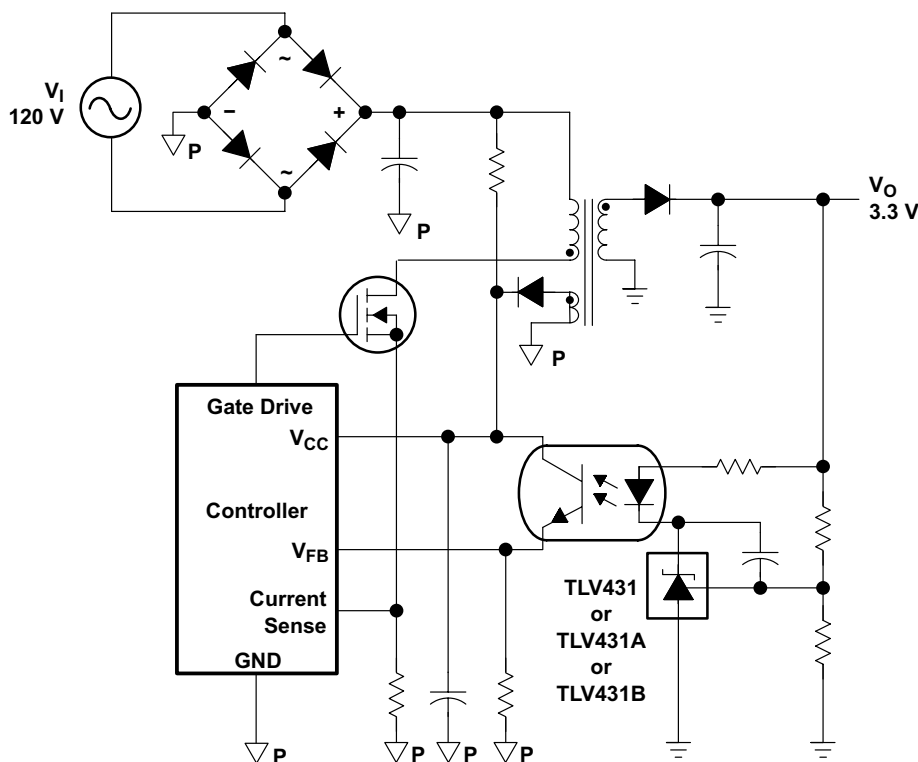 ~
V_I
120 V
−
+
P
~
P
V_O
3.3 V
P
Gate Drive
V_CC
Controller
V_FB
Current
Sense
GND
TLV431
or
TLV431A
or
TLV431B
P
P
P
P